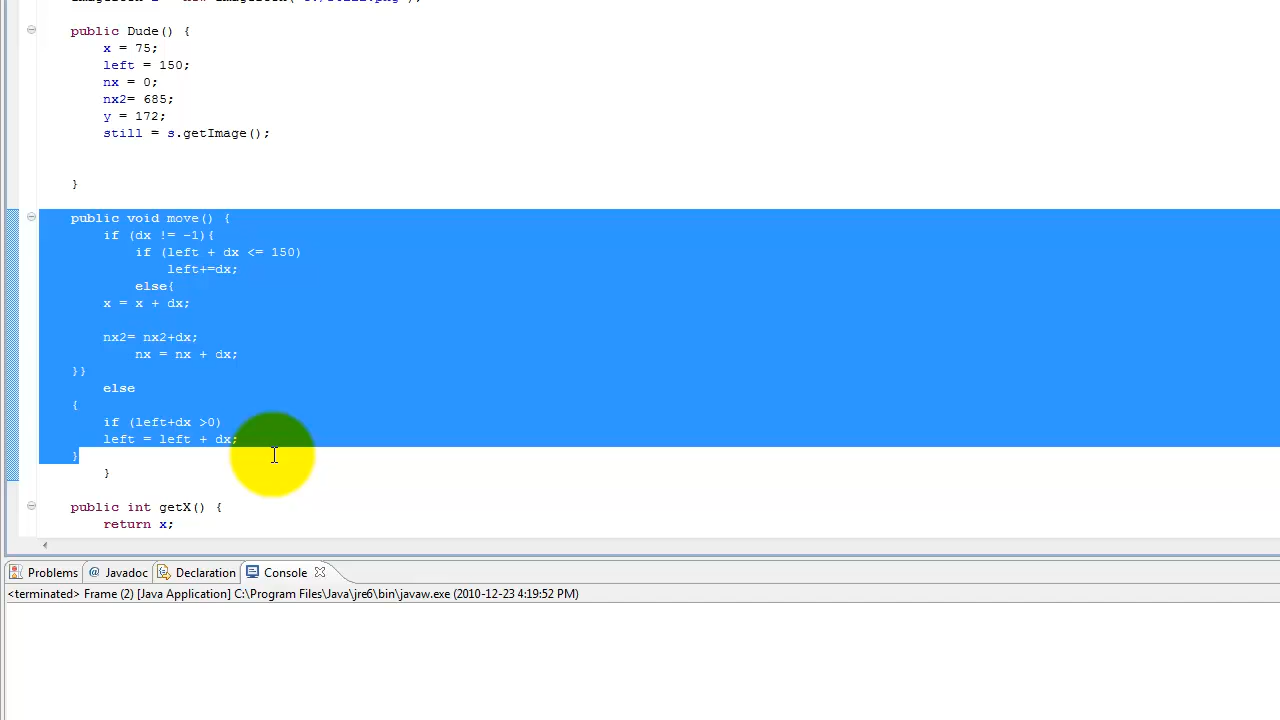 public Dude() {
x = 75;
left = 150;
nx = 0;
nx2= 685;
y = 172;
still = s.getImage();
}
public void move() {
if (dx != -1){
if (left + dx <= 150)
left+=dx;
else{
x = x + dx;
nx2= nx2+dx;
nx = nx + dx;
}}
else
{
if (left+dx >0)
left = left + dx;
}
}
public int getX() {
return x;
Problems @ Javadoc Declaration Console
<terminated> Frame (2) [Java Application] C:\Program Files\Java\jre6\bin\javaw.exe (2010-12-23 4:19:52 PM)